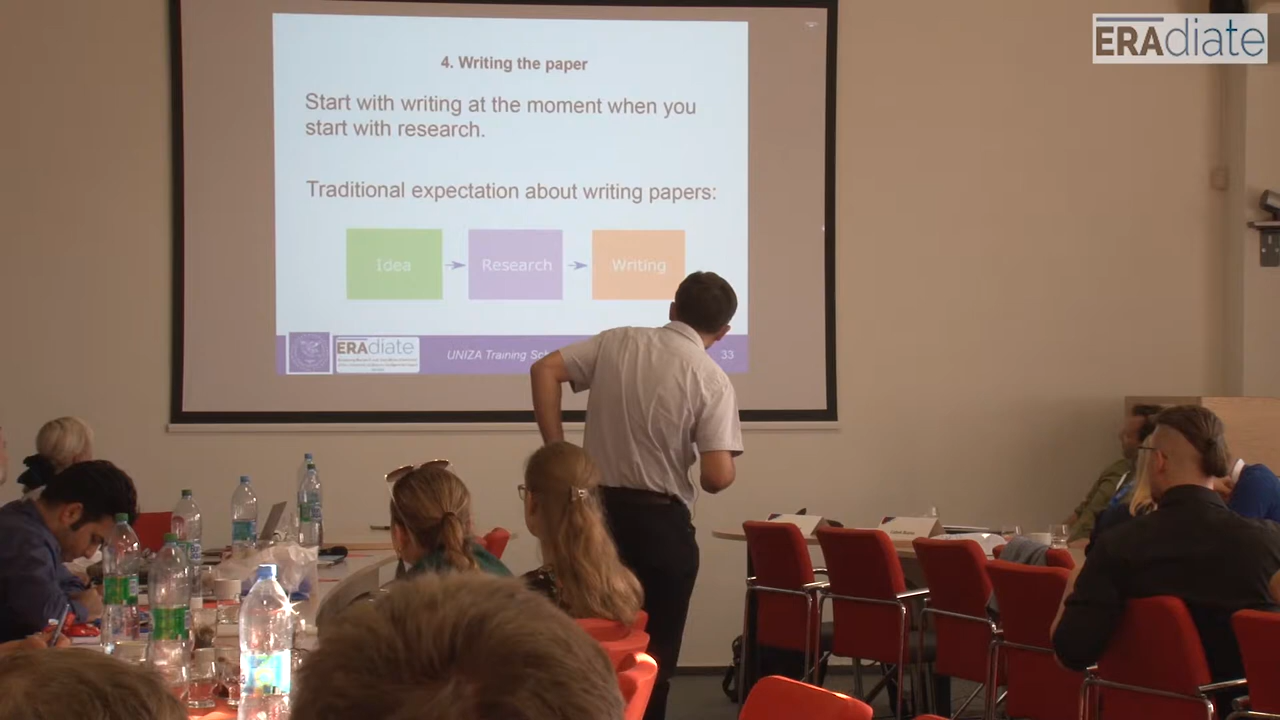 ERAdiate
4. Writing the paper
Start with writing at the moment when you
start with research.
Traditional expectation about writing papers:
Idea
Research
Writing
ERAdiate
UNIZA Training Sch
33